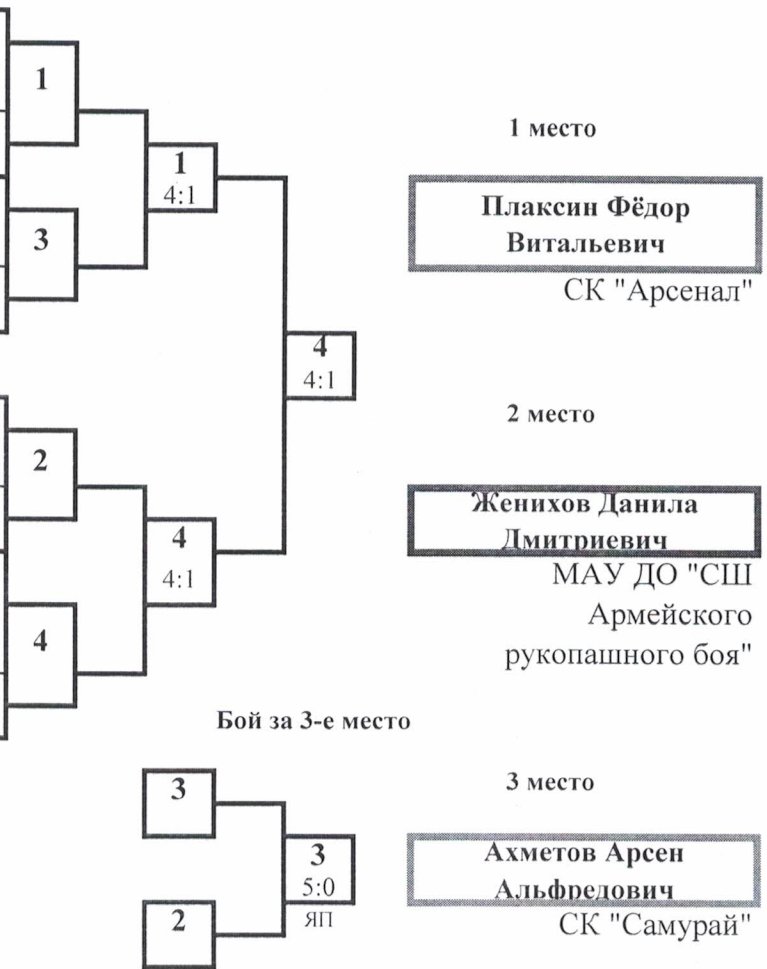 1
3
1
4:1
2
4
4
4:1
4
4:1
1 место
Плаксин Фёдор
Витальевич
СК "Арсенал"
2 место
Женихов Данила
Дмитриевич
МАУ ДО "СШ
Армейского
рукопашного боя"
Бой за 3-е место
3
2
3
5:0
ЯП
3 место
Ахметов Арсен
Альфредович
СК "Самурай"